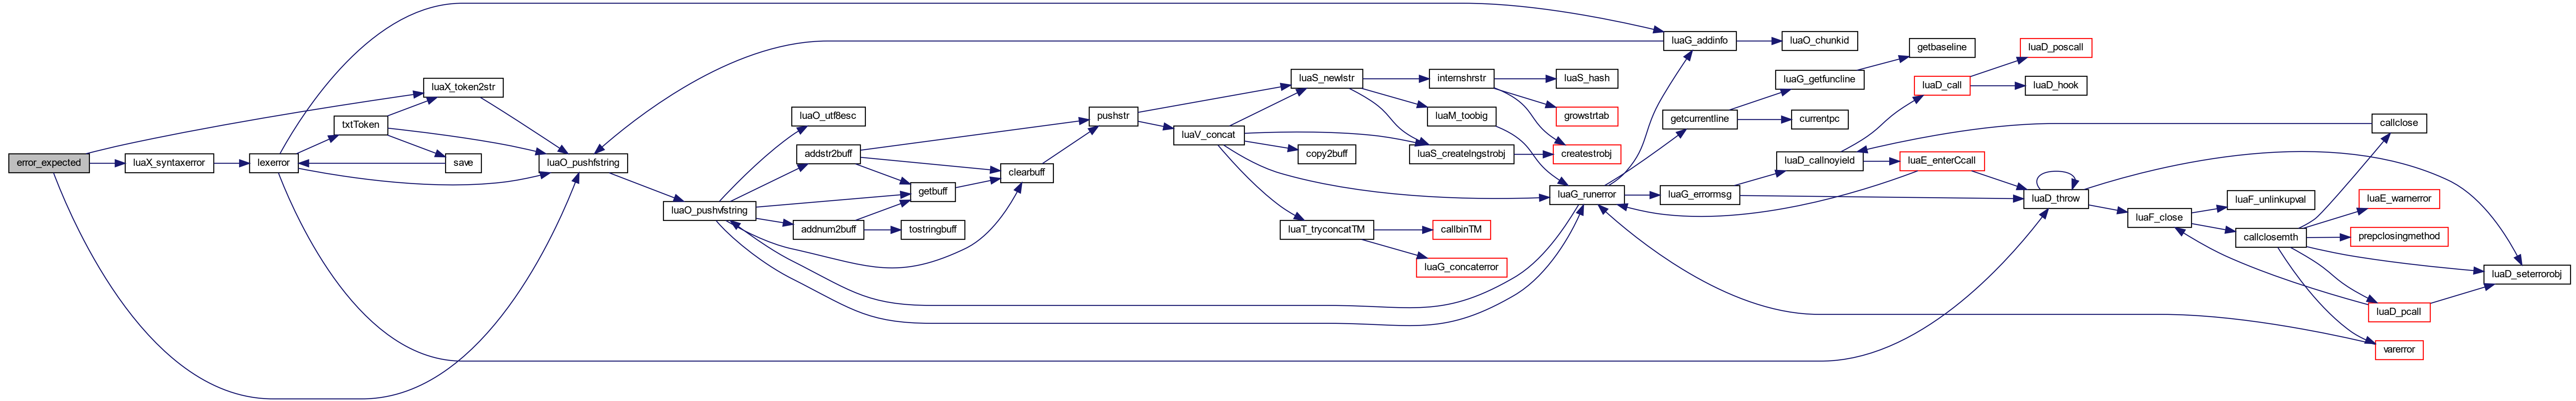 error_expected
luaX_token2str
txtToken
luaX_syntaxerror
lexerror
save
luaO_pushfstring
luaO_pushvfstring
luaO_utf8esc
addstr2buff
getbuff
addnum2buff
tostringbuff
clearbuff
pushstr
luaV_concat
luaS_newlstr
internshrstr
luaS_hash
luaM_toobig
growstrtab
copy2buff
luaS_createlngstrobj
createstrobj
luaG_runerror
luaT_tryconcatTM
callbinTM
luaG_concaterror
luaG_addinfo
luaO_chunkid
getcurrentline
luaG_getfuncline
getbaseline
currentpc
luaG_errormsg
luaD_callnoyield
luaD_call
luaD_poscall
luaD_hook
luaE_enterCcall
luaD_throw
luaF_close
luaF_unlinkupval
callclosemth
callclose
luaE_warnerror
prepclosingmethod
luaD_seterrorobj
luaD_pcall
varerror